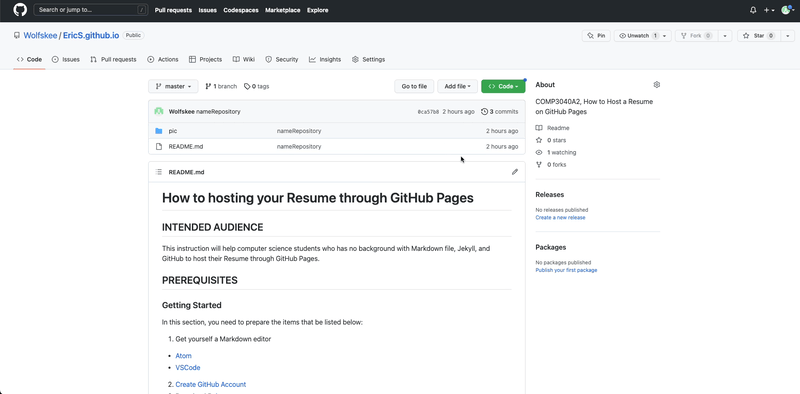 Search or jump to... /
Pull requests Issues Codespaces Marketplace Explore
Wolfskee / EricS.github.io Public
Pin Unwatch 1 Fork 0 Star 0
Code Issues Pull requests Actions Projects Wiki Security Insights Settings
master 1 branch 0 tags Go to file Add file Code
Wolfskee nameRepository 0ca57b8 2 hours ago 3 commits
pic nameRepository 2 hours ago
README.md nameRepository 2 hours ago
README.md
How to hosting your Resume through GitHub Pages
INTENDED AUDIENCE
This instruction will help computer science students who has no background with Markdown file, Jekyll, and
GitHub to host their Resume through GitHub Pages.
PREREQUISITES
Getting Started
In this section, you need to prepare the items that be listed below:
1. Get yourself a Markdown editor
Atom
VSCode
2. Create GitHub Account
About
COMP3040A2, How to Host a Resume
on GitHub Pages
Readme
0 stars
1 watching
0 forks
Releases
No releases published
Create a new release
Packages
No packages published
Publish your first package